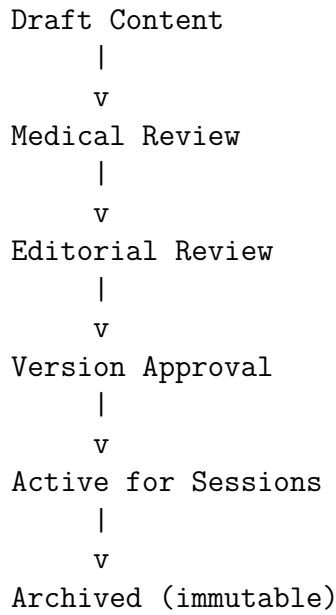 Draft Content
|
v
Medical Review
|
v
Editorial Review
|
v
Version Approval
|
v
Active for Sessions
|
v
Archived (immutable)